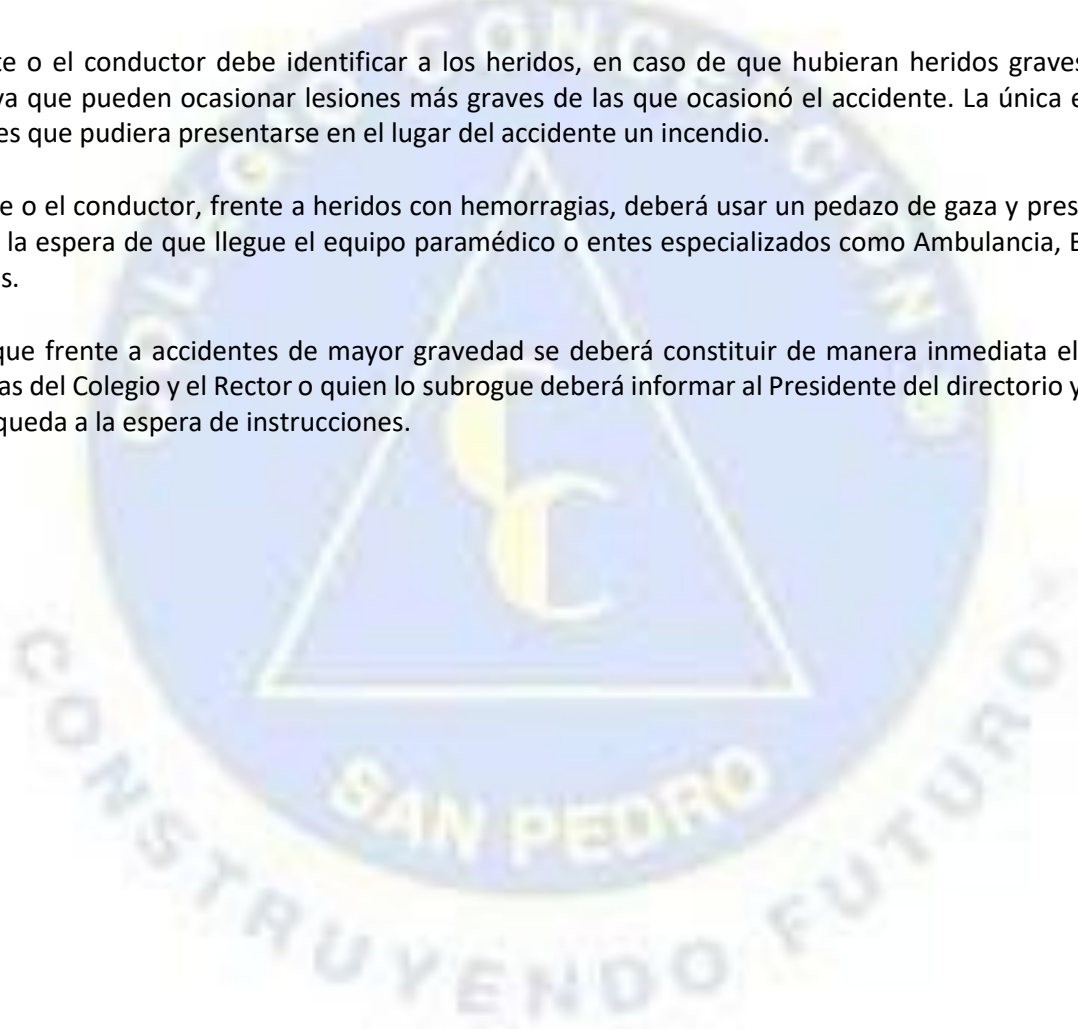 te o el conductor debe identificar a los heridos, en caso de que hubieran heridos graves
ya que pueden ocasionar lesiones más graves de las que ocasionó el accidente. La única e
es que pudiera presentarse en el lugar del accidente un incendio.
e o el conductor, frente a heridos con hemorragias, deberá usar un pedazo de gaza y pres
la espera de que llegue el equipo paramédico o entes especializados como Ambulancia, B
s.
que frente a accidentes de mayor gravedad se deberá constituir de manera inmediata el
as del Colegio y el Rector o quien lo subrogue deberá informar al Presidente del directorio y
queda a la espera de instrucciones.
COLEGIO CONCEPCION
CC
SAN PEDRO
CONSTRUYENDO FUTURO